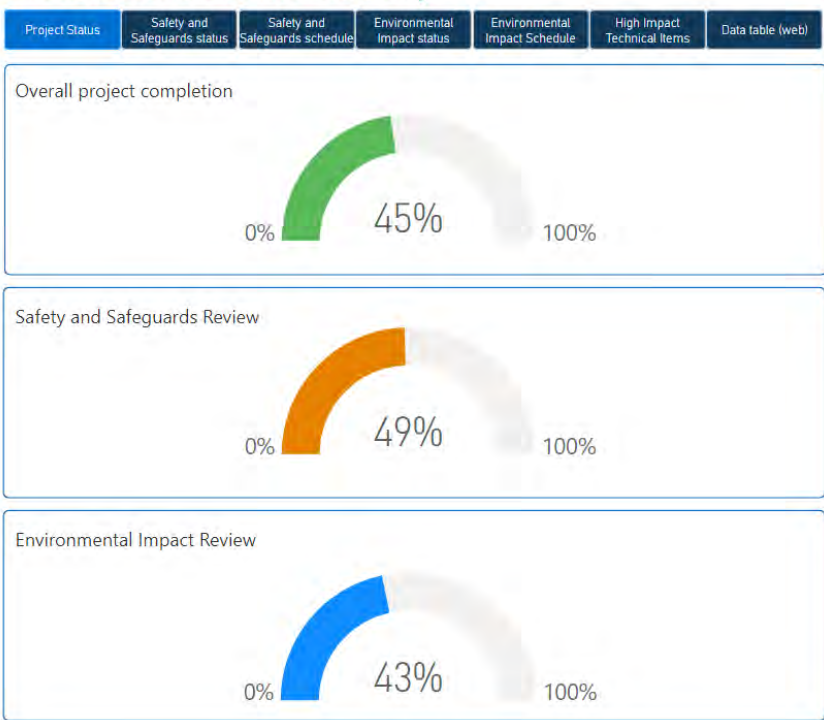 Project Status
Safety and
Safeguards status
Safety and
Safeguards schedule
Environmental
Impact status
Environmental
Impact Schedule
High Impact
Technical Items
Data table (web)
Overall project completion
0%
45%
100%
Safety and Safeguards Review
0%
49%
100%
Environmental Impact Review
0%
43%
100%